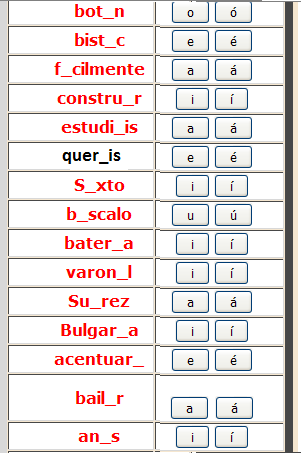 bot_n o ó
bist_c e é
f_cilmente a á
constru_r i í
estudi_is a á
quer_is e é
S_xto i í
b_scalo u ú
bater_a i í
varon_l i í
Su_rez a á
Bulgar_a i í
acentuar_ e é
bail_r a á
an_s i í